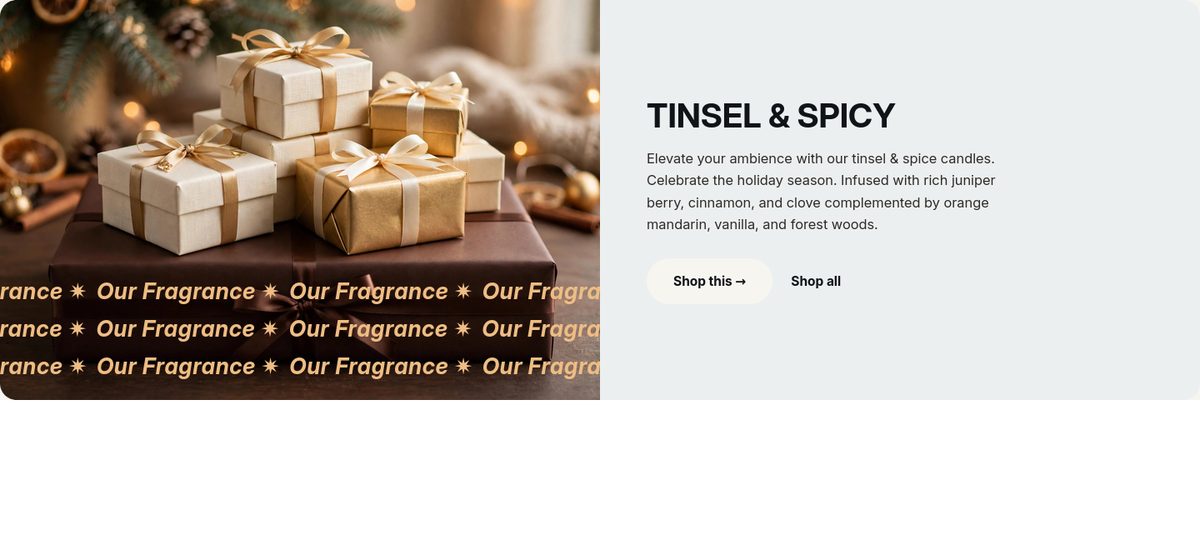 rance ✷ Our Fragrance ✷ Our Fragrance ✷ Our Fragra
rance ✷ Our Fragrance ✷ Our Fragrance ✷ Our Fragra
rance ✷ Our Fragrance ✷ Our Fragrance ✷ Our Fragra
TINSEL & SPICY
Elevate your ambience with our tinsel & spice candles.
Celebrate the holiday season. Infused with rich juniper
berry, cinnamon, and clove complemented by orange
mandarin, vanilla, and forest woods.
Shop this →
Shop all